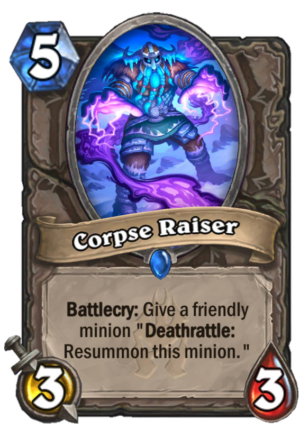 5
Corpse Raiser
Battlecry: Give a friendly
minion "Deathrattle:
Resummon this minion."
3
3